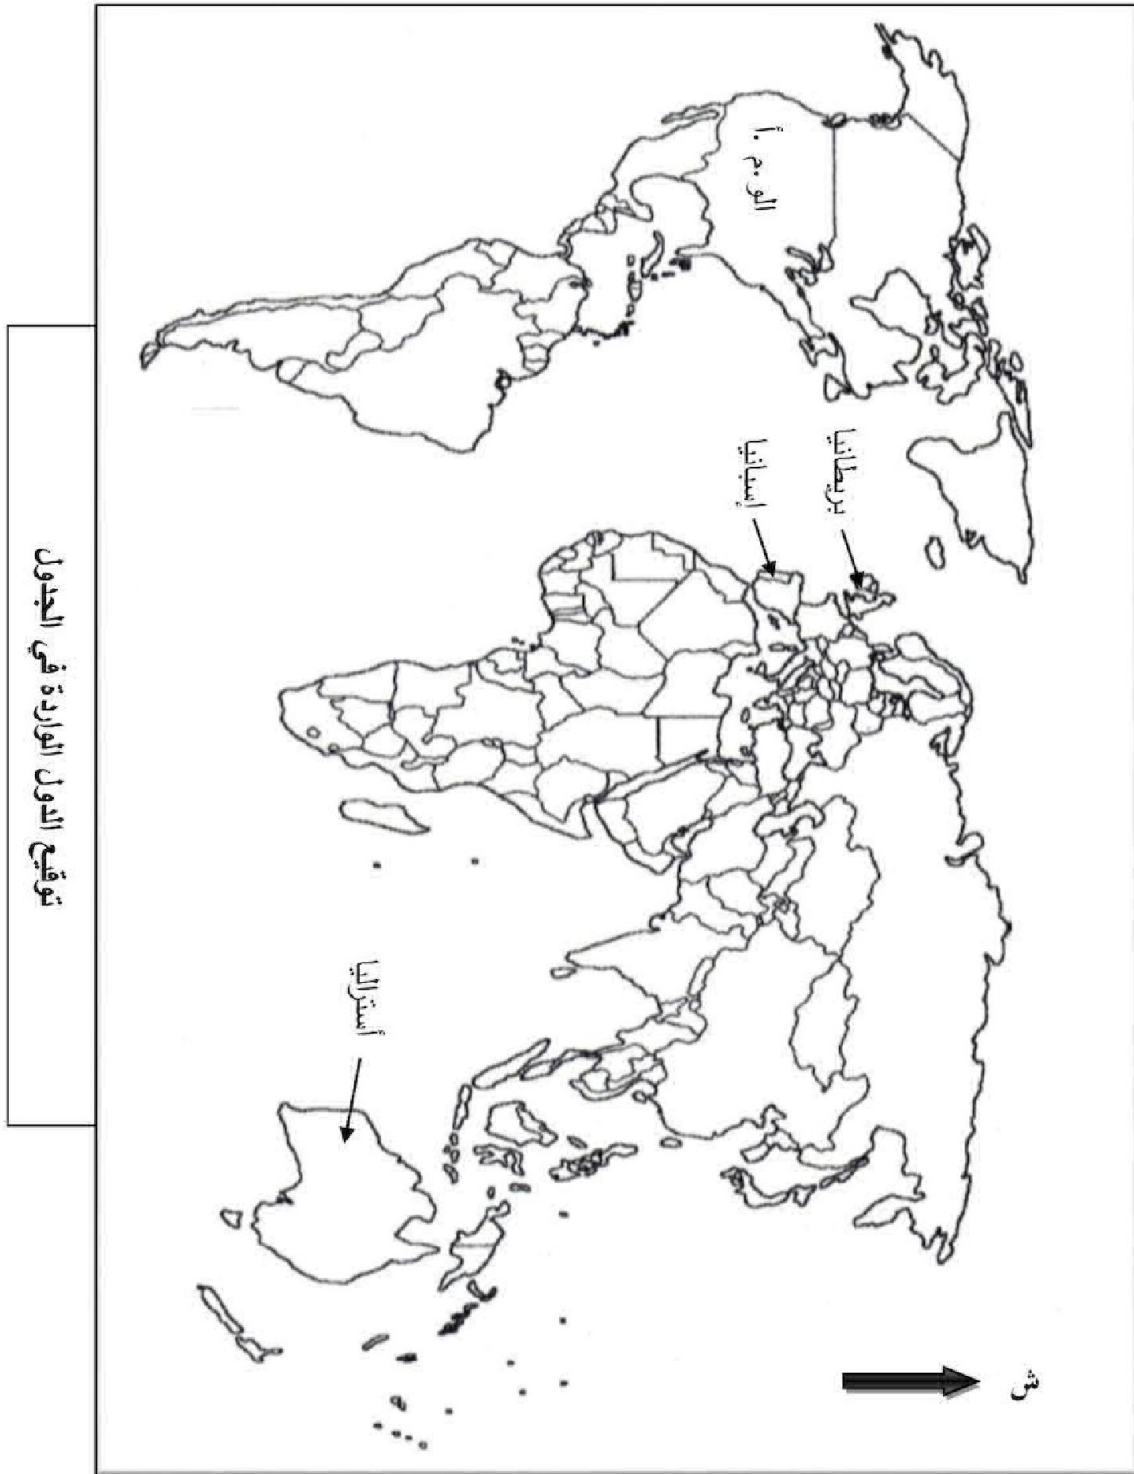 توقيع الدول الواردة في الجدول
ش
الو.م.أ
بريطانيا
إسبانيا
أستراليا